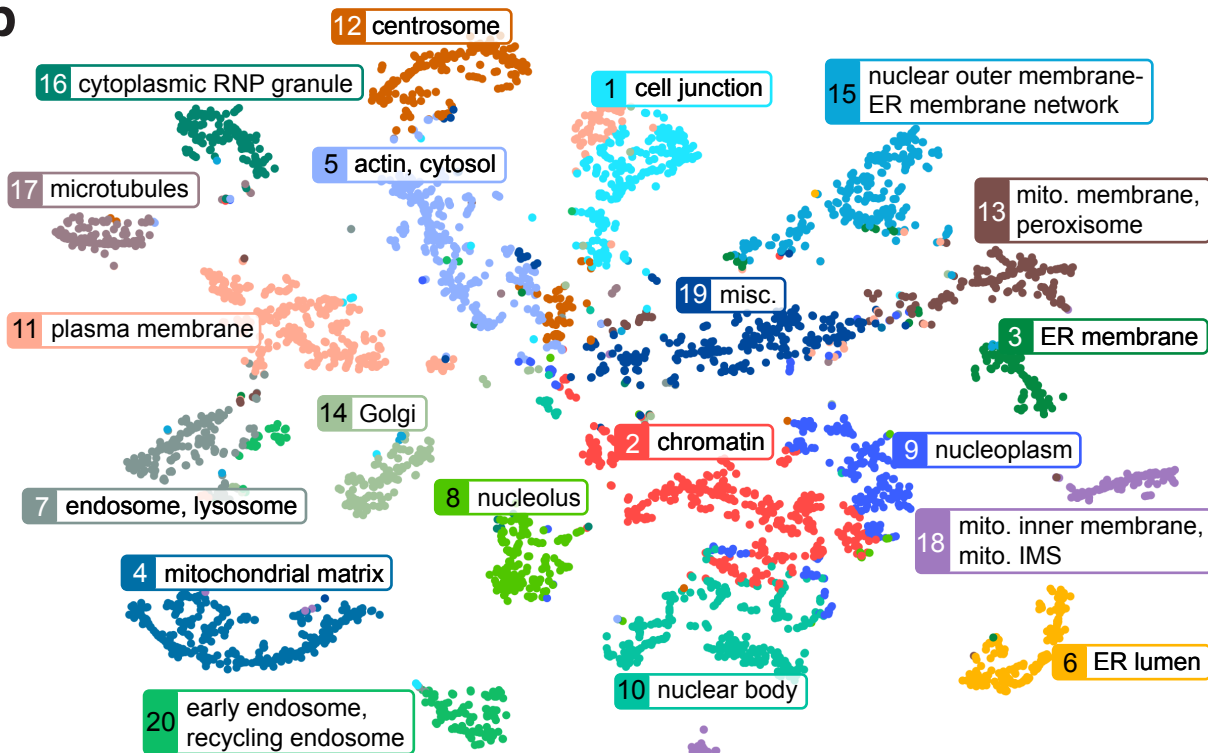 b
12 centrosome
16 cytoplasmic RNP granule
1 cell junction
15 nuclear outer membrane-
ER membrane network
5 actin, cytosol
17 microtubules
13 mito. membrane,
peroxisome
19 misc.
11 plasma membrane
3 ER membrane
14 Golgi
2 chromatin
9 nucleoplasm
7 endosome, lysosome
8 nucleolus
18 mito. inner membrane,
mito. IMS
4 mitochondrial matrix
6 ER lumen
10 nuclear body
20 early endosome,
recycling endosome